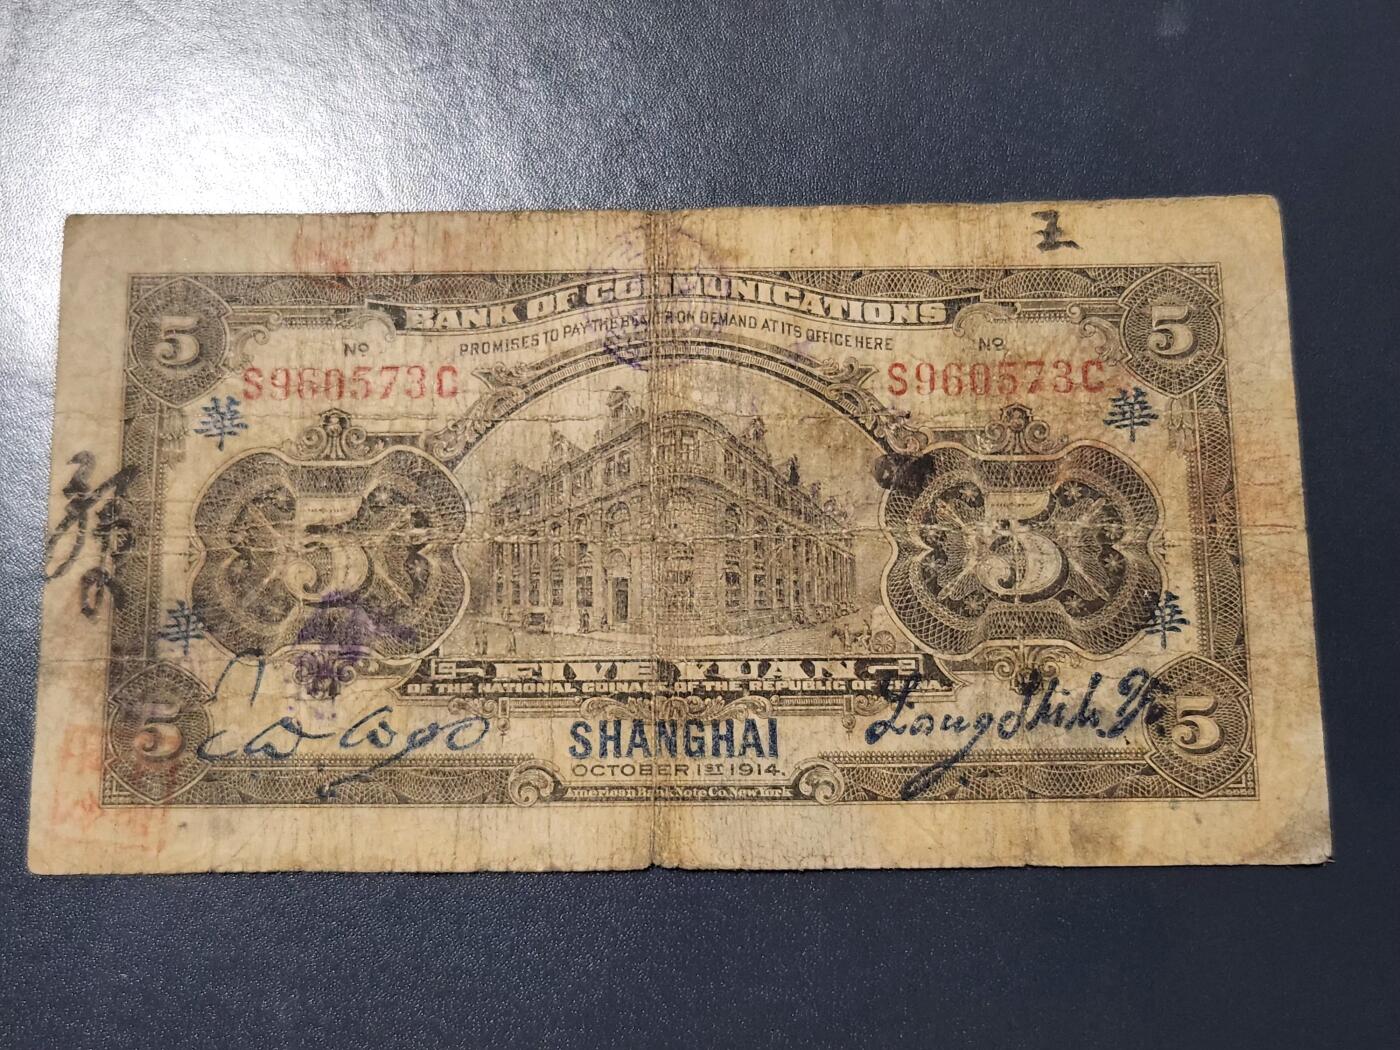 王
BANK OF COMMUNICATIONS
PROMISES TO PAY THE BEARER ON DEMAND AT ITS OFFICE HERE
5 5
Nº Nº
S960573C S960573C
華 華
5 5
華 華
FIVE YUAN
OF THE NATIONAL COINAGE OF THE REPUBLIC OF CHINA
5 5
SHANGHAI
OCTOBER 1ST 1914.
American Bank Note Co. New York